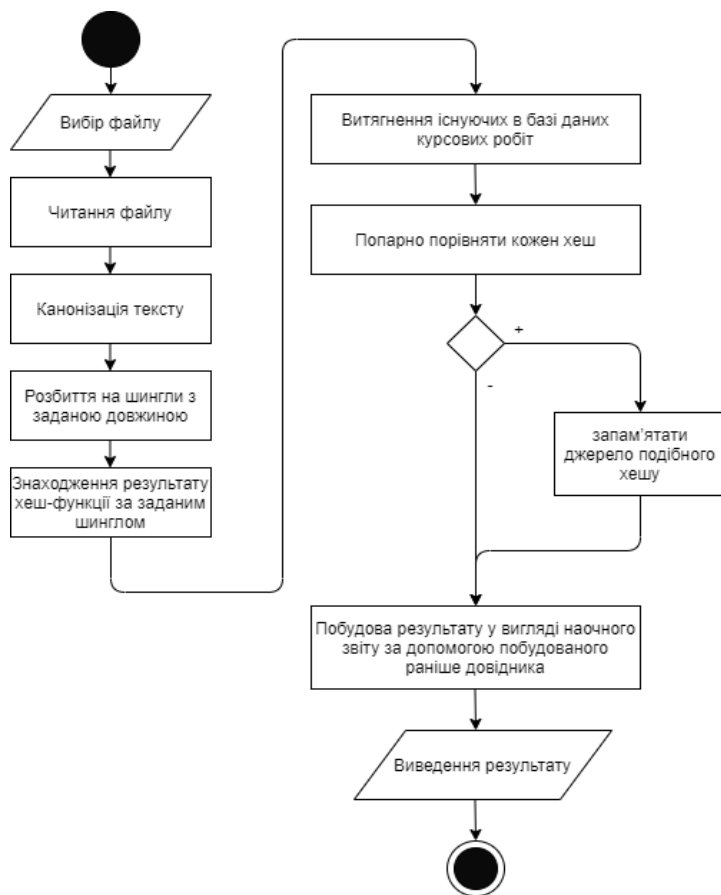 Вибір файлу
Читання файлу
Канонізація тексту
Розбиття на шингли з
заданою довжиною
Знаходження результату
хеш-функції за заданим
шинглом
Витягнення існуючих в базі даних
курсових робіт
Попарно порівняти кожен хеш
+
-
запам'ятати
джерело подібного
хешу
Побудова результату у вигляді наочного
звіту за допомогою побудованого
раніше довідника
Виведення результату